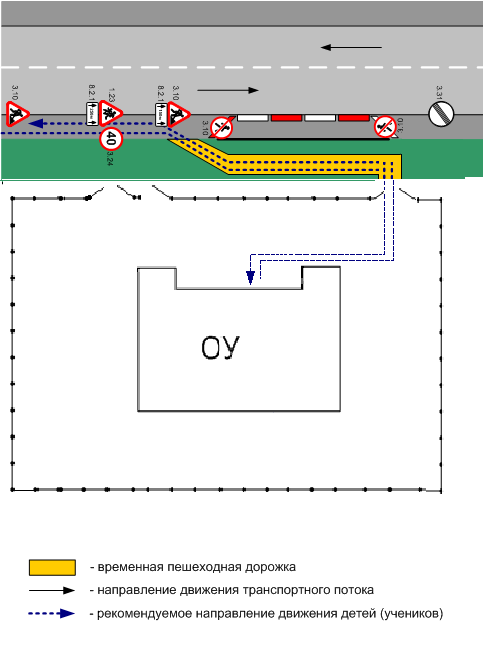 3.10
8.2.1
1.23
8.2.1
3.10
3.31
3.10
3.10
40
3.24
ОУ
- временная пешеходная дорожка
- направление движения транспортного потока
- рекомендуемое направление движения детей (учеников)